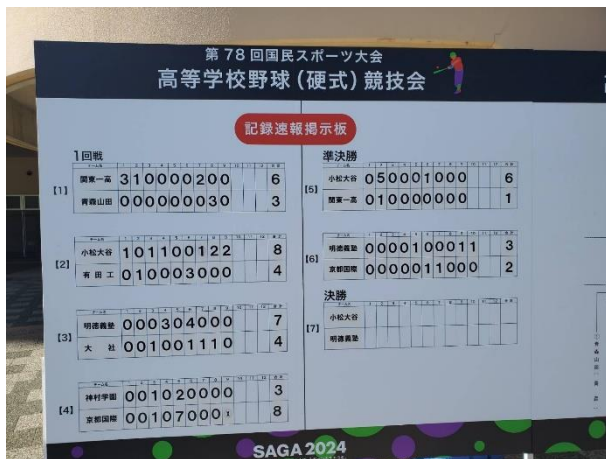 第78回国民スポーツ大会
高等学校野球(硬式)競技会
記録速報掲示板
1回戦
[1]
関東一高 3 1 0 0 0 0 2 0 0 6
青森山田 0 0 0 0 0 0 0 3 0 3
[2]
小松大谷 1 0 1 1 0 0 1 2 2 8
有田工 0 1 0 0 0 3 0 0 0 4
[3]
明徳義塾 0 0 0 3 0 4 0 0 0 7
大社 0 0 1 0 0 1 1 1 0 4
[4]
神村学園 0 0 1 0 2 0 0 0 0 3
京都国際 0 0 1 0 7 0 0 0 x 8
準決勝
[5]
小松大谷 0 5 0 0 0 1 0 0 0 6
関東一高 0 1 0 0 0 0 0 0 0 1
[6]
明徳義塾 0 0 0 0 1 0 0 0 1 1 3
京都国際 0 0 0 0 0 1 1 0 0 0 2
決勝
[7]
小松大谷
明徳義塾
SAGA 2024